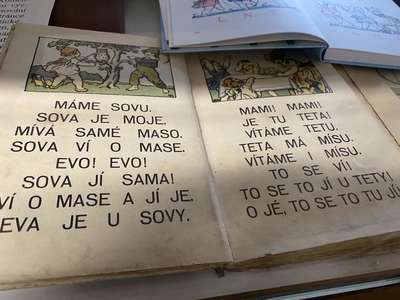 MÁME SOVU.
SOVA JE MOJE.
MÍVÁ SAMÉ MASO.
SOVA VÍ O MASE.
EVO! EVO!
SOVA JÍ SAMA!
VÍ O MASE A JÍ JE.
EVA JE U SOVY.
MAMI! MAMI!
JE TU TETA!
VÍTÁME TETU.
TETA MÁ MÍSU.
VÍTÁME I MÍSU.
TO SE VÍ!
TO SE TO JÍ U TETY!
O JÉ, TO SE TO TU JÍ!